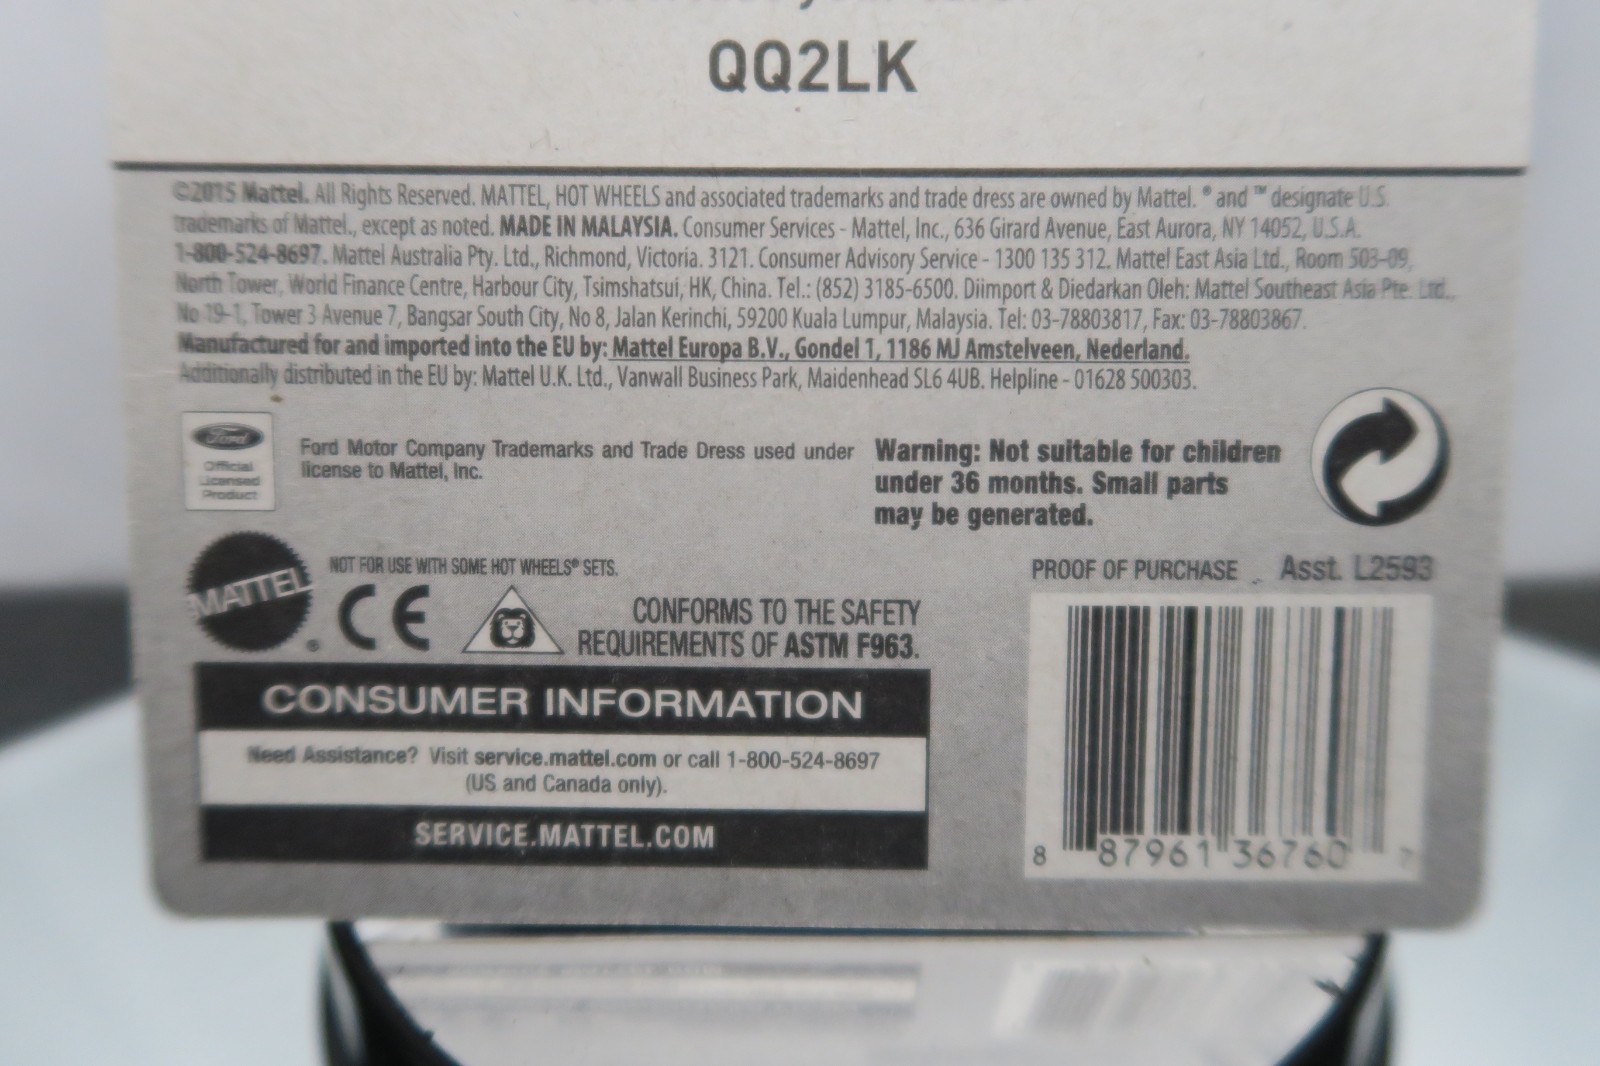 QQ2LK
©2015 Mattel. All Rights Reserved. MATTEL, HOT WHEELS and associated trademarks and trade dress are owned by Mattel. ® and ™ designate U.S.
trademarks of Mattel., except as noted. MADE IN MALAYSIA. Consumer Services - Mattel, Inc., 636 Girard Avenue, East Aurora, NY 14052, U.S.A.
1-800-524-8697. Mattel Australia Pty. Ltd., Richmond, Victoria. 3121. Consumer Advisory Service - 1300 135 312. Mattel East Asia Ltd., Room 503-09,
North Tower, World Finance Centre, Harbour City, Tsimshatsui, HK, China. Tel.: (852) 3185-6500. Diimport & Diedarkan Oleh: Mattel Southeast Asia Pte. Ltd.,
No 19-1, Tower 3 Avenue 7, Bangsar South City, No 8, Jalan Kerinchi, 59200 Kuala Lumpur, Malaysia. Tel: 03-78803817, Fax: 03-78803867.
Manufactured for and imported into the EU by: Mattel Europa B.V., Gondel 1, 1186 MJ Amstelveen, Nederland.
Additionally distributed in the EU by: Mattel U.K. Ltd., Vanwall Business Park, Maidenhead SL6 4UB. Helpline - 01628 500303.
Ford
Official
Licensed
Product
Ford Motor Company Trademarks and Trade Dress used under
license to Mattel, Inc.
Warning: Not suitable for children
under 36 months. Small parts
may be generated.
MATTEL®
NOT FOR USE WITH SOME HOT WHEELS® SETS.
CE
CONFORMS TO THE SAFETY
REQUIREMENTS OF ASTM F963.
PROOF OF PURCHASE Asst. L2593
CONSUMER INFORMATION
Need Assistance? Visit service.mattel.com or call 1-800-524-8697
(US and Canada only).
SERVICE.MATTEL.COM
8 87961 36760 7